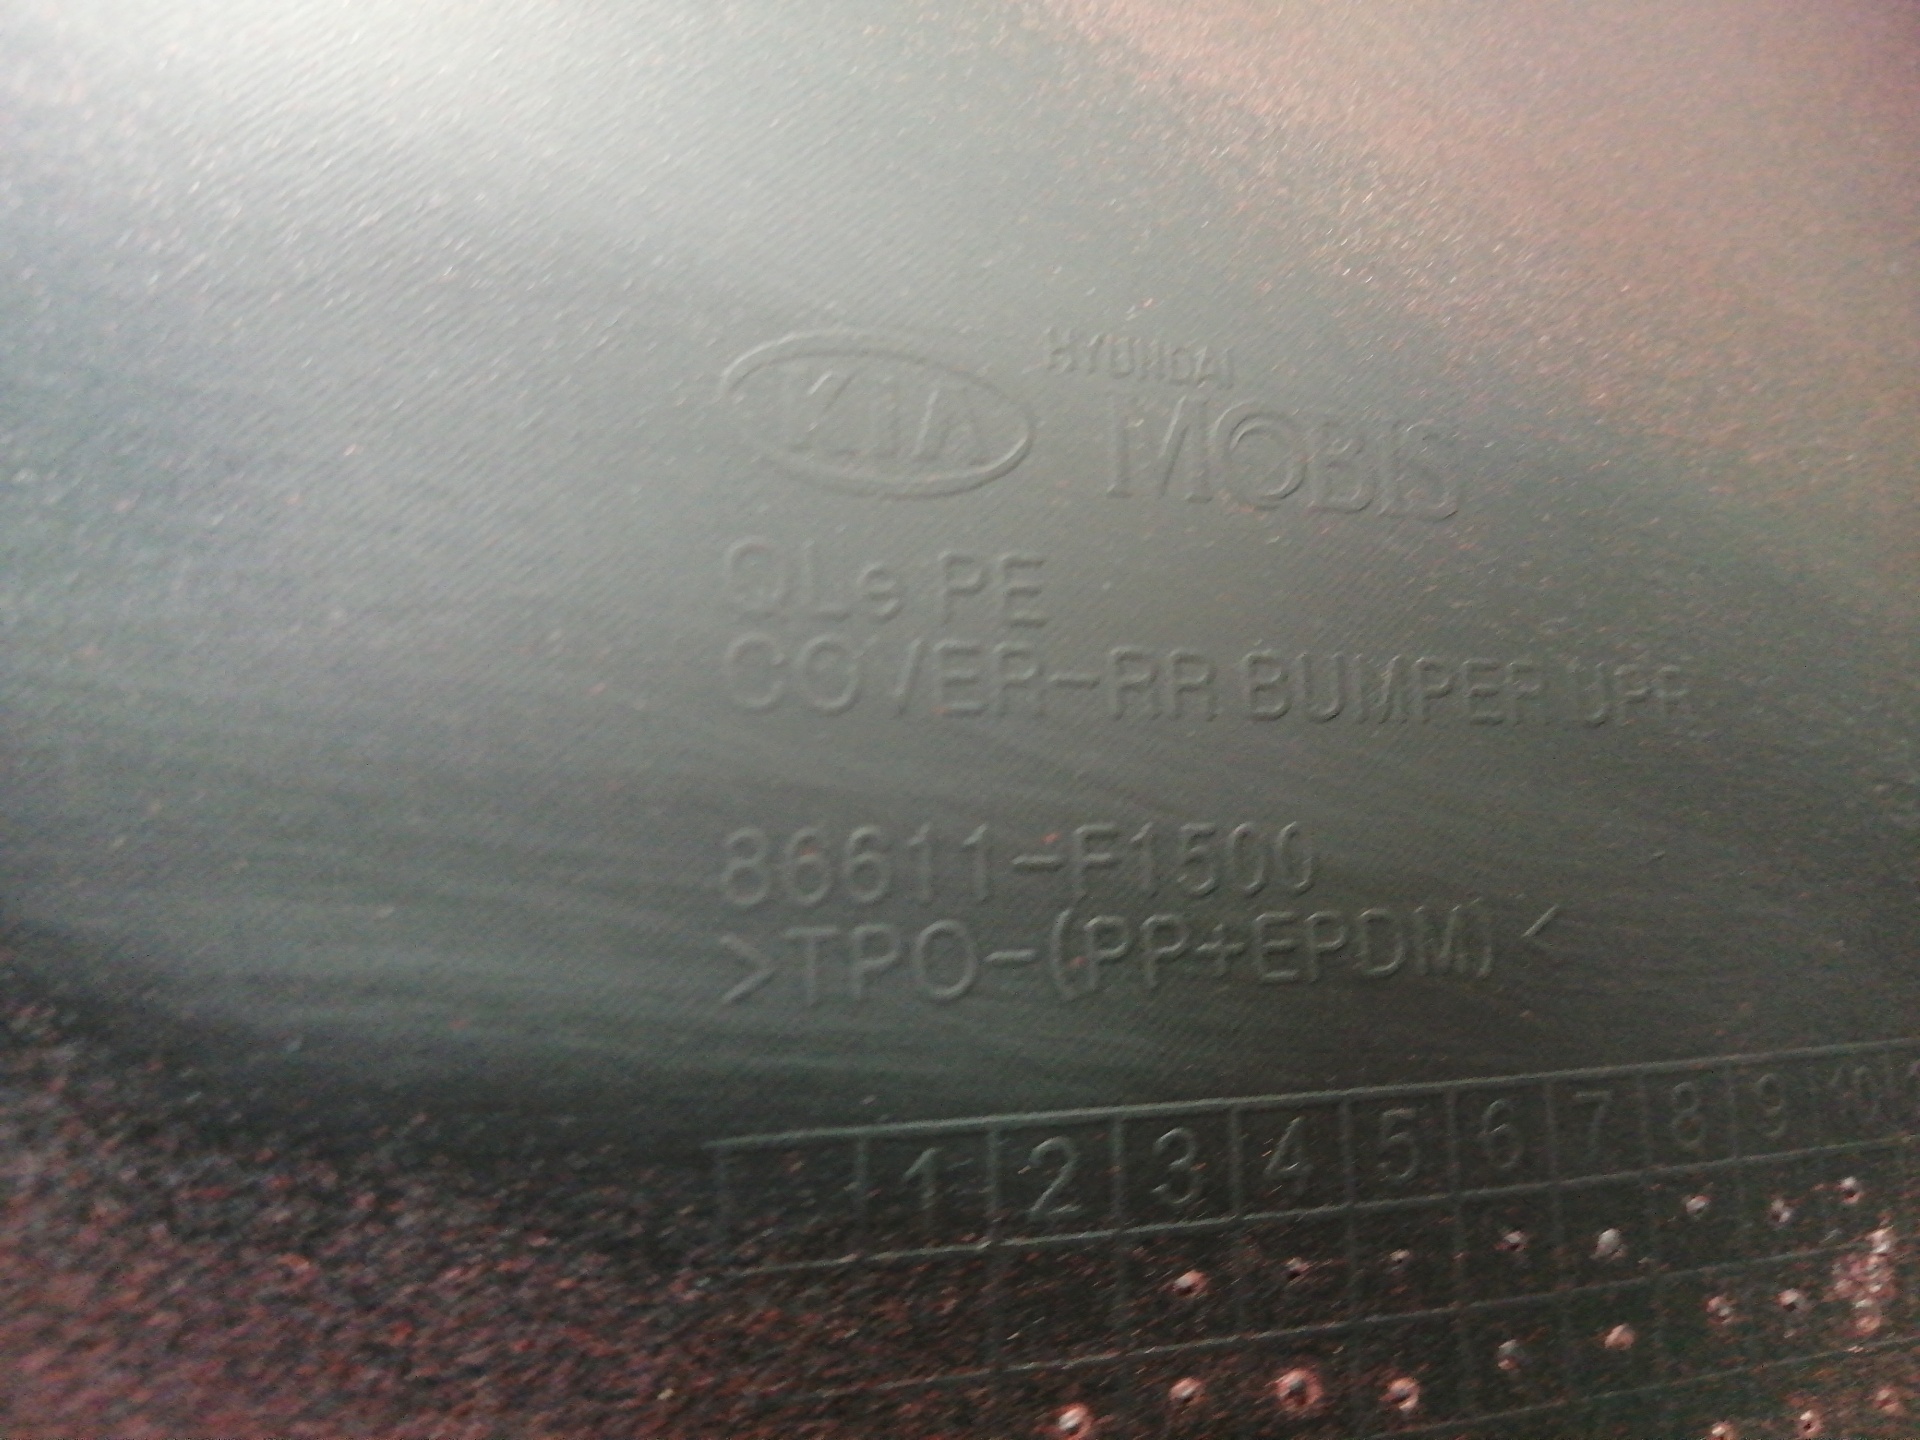 KIA HYUNDAI MOBIS
QLe PE
COVER-RR BUMPER UPR
86611-F1500
>TPO-(PP+EPDM)<
1 2 3 4 5 6 7 8 9 10